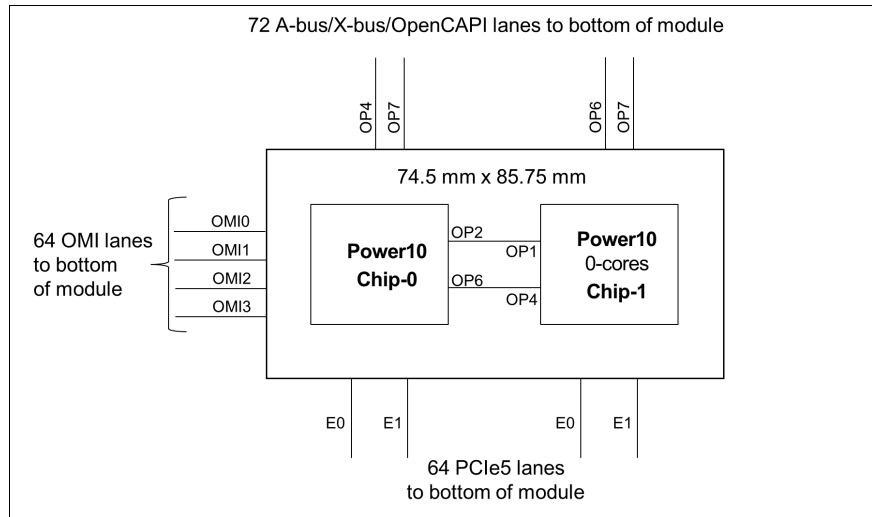 72 A-bus/X-bus/OpenCAPI lanes to bottom of module
OP4
OP7
OP6
OP7
74.5 mm x 85.75 mm
64 OMI lanes
to bottom
of module
OMI0
OMI1
OMI2
OMI3
Power10
Chip-0
OP2
OP1
OP6
OP4
Power10
0-cores
Chip-1
E0
E1
E0
E1
64 PCIe5 lanes
to bottom of module